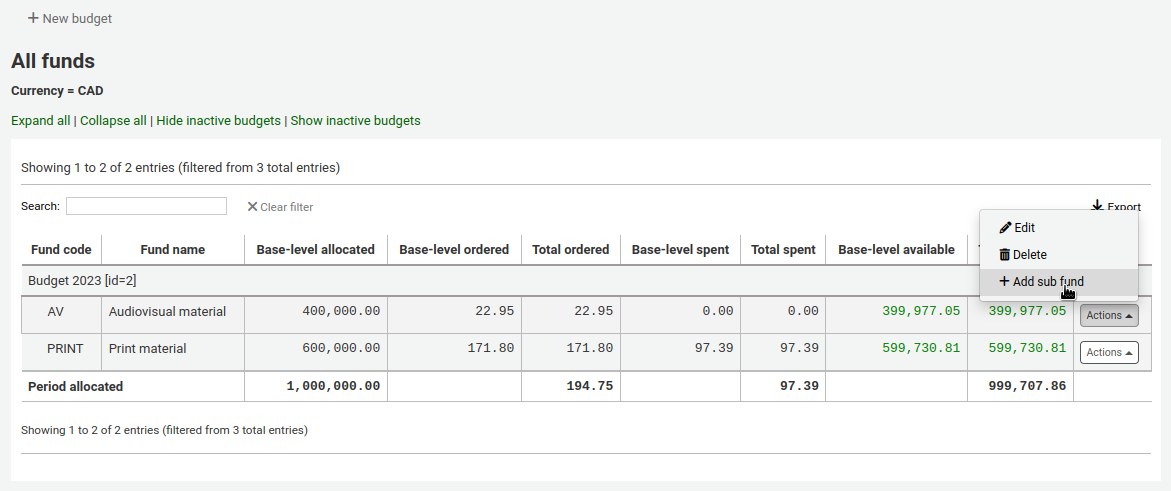 New budget
All funds
Currency = CAD
Expand all | Collapse all | Hide inactive budgets | Show inactive budgets
Showing 1 to 2 of 2 entries (filtered from 3 total entries)
Search: Clear filter Export
Edit
Delete
Add sub fund
Fund code Fund name Base-level allocated Base-level ordered Total ordered Base-level spent Total spent Base-level available
Budget 2023 [id=2]
AV Audiovisual material 400,000.00 22.95 22.95 0.00 0.00 399,977.05 399,977.05 Actions
PRINT Print material 600,000.00 171.80 171.80 97.39 97.39 599,730.81 599,730.81 Actions
Period allocated 1,000,000.00 194.75 97.39 999,707.86
Showing 1 to 2 of 2 entries (filtered from 3 total entries)